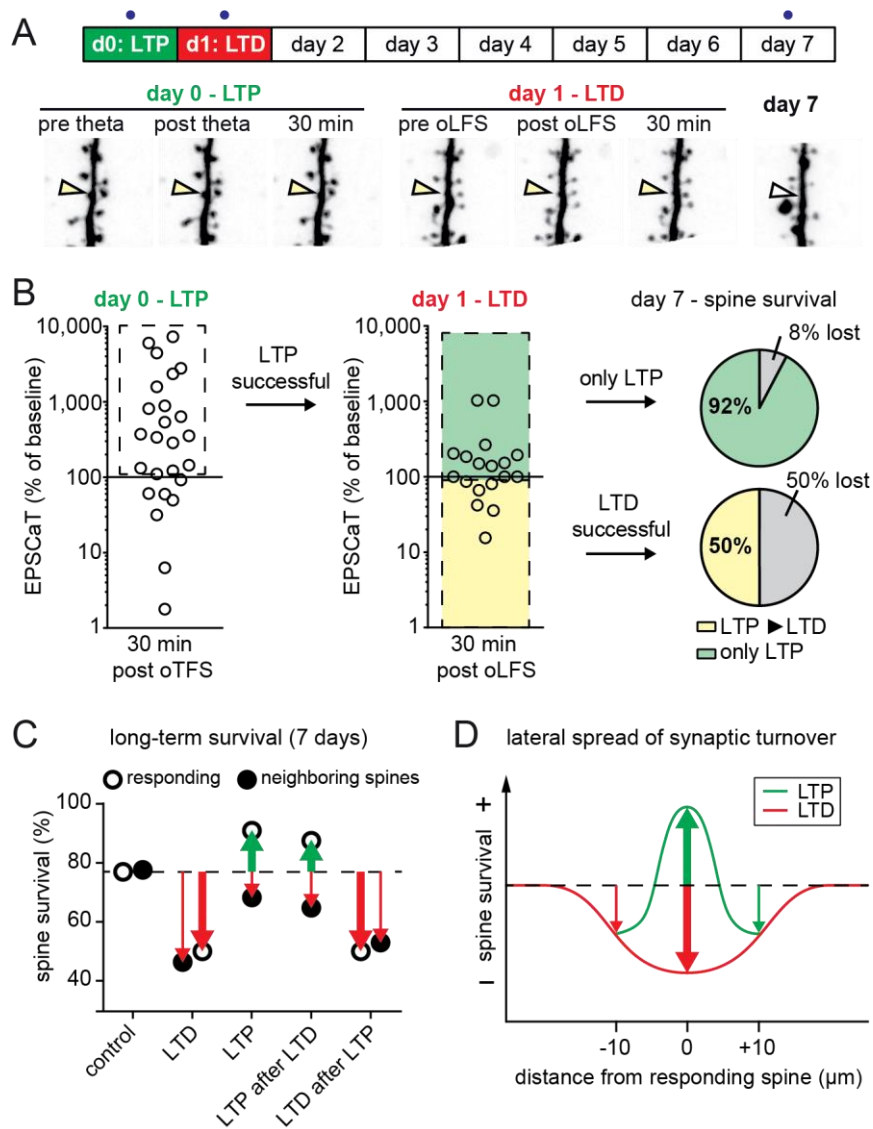 A
d0: LTP d1: LTD day 2 day 3 day 4 day 5 day 6 day 7
day 0 - LTP day 1 - LTD day 7
pre theta post theta 30 min pre oLFS post oLFS 30 min
B
day 0 - LTP day 1 - LTD day 7 - spine survival
EPSCaT (% of baseline)
10,000
1,000
100
10
1
30 min
post oTFS
LTP
successful
EPSCaT (% of baseline)
10,000
1,000
100
10
1
30 min
post oLFS
only LTP
LTD
successful
8% lost
92%
50% lost
50%
LTP ► LTD
only LTP
C long-term survival (7 days)
responding neighboring spines
spine survival (%)
100
80
60
40
control
LTD
LTP
LTP after LTD
LTD after LTP
D lateral spread of synaptic turnover
LTP
LTD
+
spine survival
–
-10 0 +10
distance from responding spine (µm)